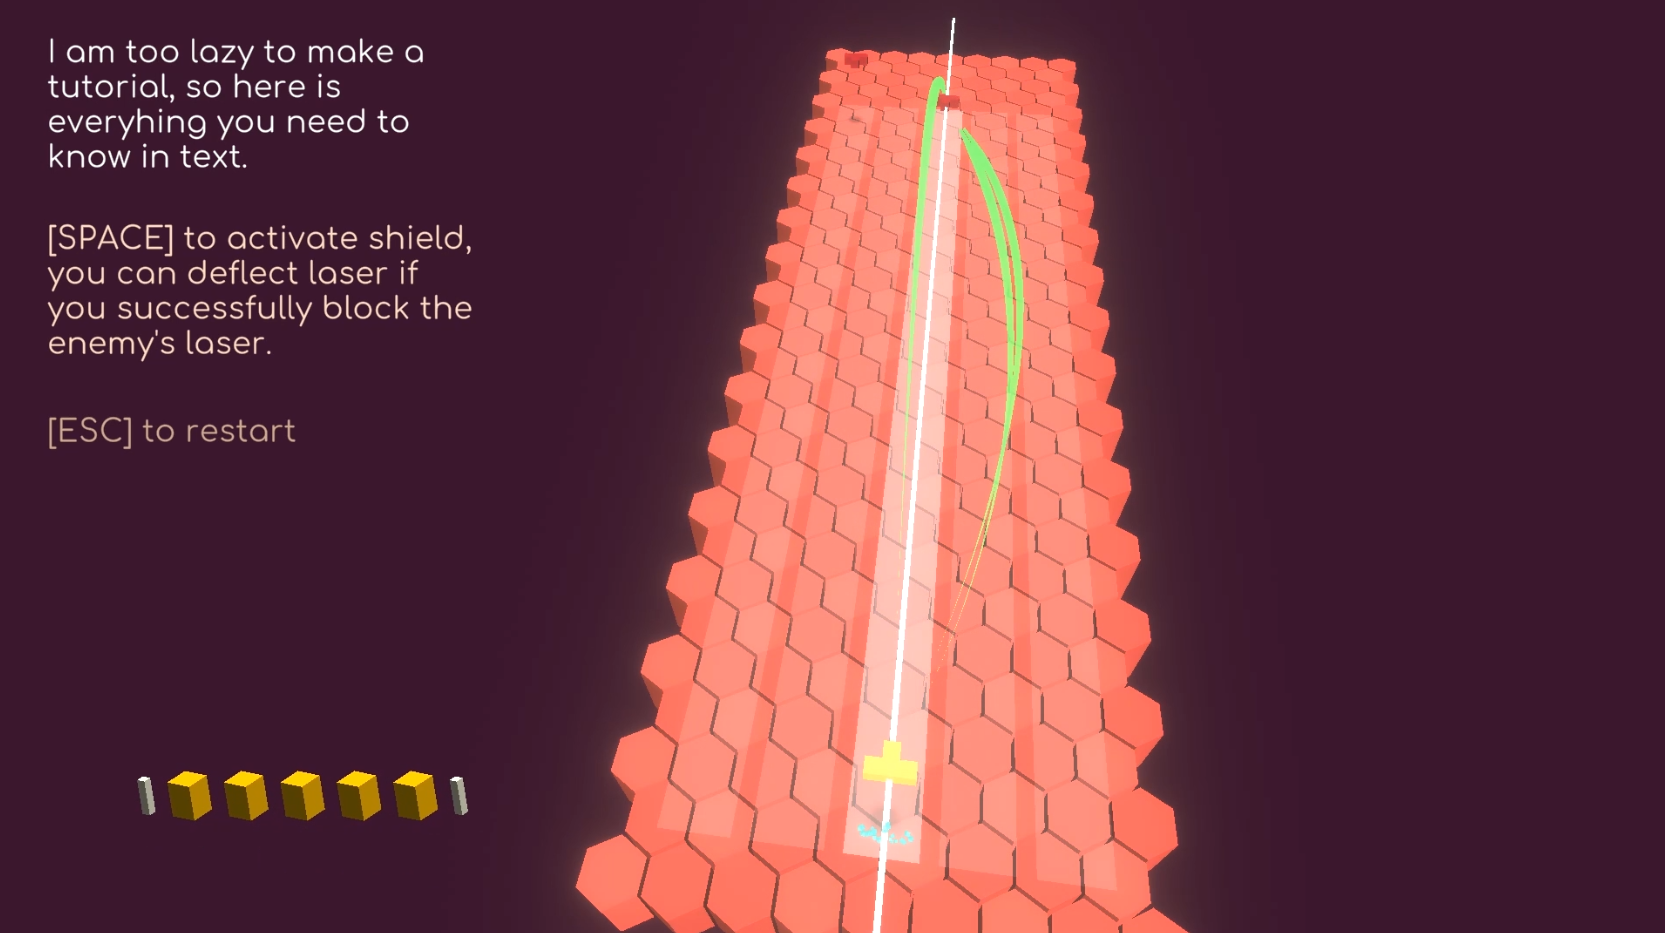 I am too lazy to make a
tutorial, so here is
everyhing you need to
know in text.
[SPACE] to activate shield,
you can deflect laser if
you successfully block the
enemy's laser.
[ESC] to restart